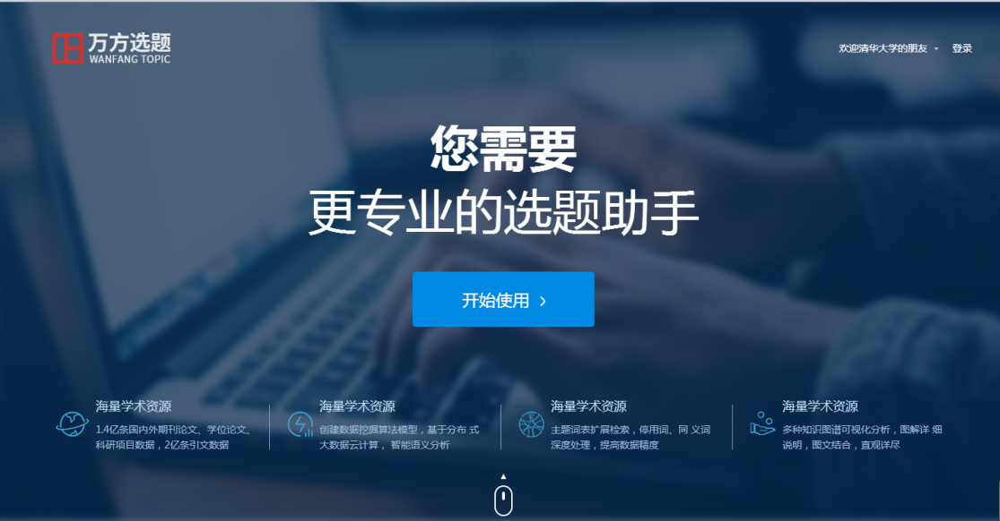 万方选题
WANFANG TOPIC
欢迎清华大学的朋友 登录
您需要
更专业的选题助手
开始使用
海量学术资源
1.4亿条国内外期刊论文、学位论文、
科研项目数据，2亿条引文数据
海量学术资源
创建数据挖掘算法模型，基于分布 式
大数据云计算， 智能语义分析
海量学术资源
主题词表扩展检索，停用词、同 义词
深度处理，提高数据精度
海量学术资源
多种知识图谱可视化分析，图解详 细
说明，图文结合，直观详尽